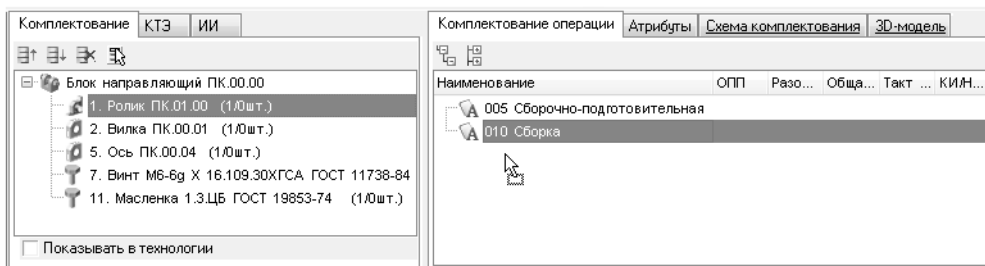 Комплектование КТЭ ИИ
Блок направляющий ПК.00.00
1. Ролик ПК.01.00 (1/0шт.)
2. Вилка ПК.00.01 (1/0шт.)
5. Ось ПК.00.04 (1/0шт.)
7. Винт М6-6g X 16.109.30ХГСА ГОСТ 11738-84
11. Масленка 1.3.ЦБ ГОСТ 19853-74 (1/0шт.)
Показывать в технологии
Комплектование операции Атрибуты Схема комплектования 3D-модель
Наименование ОПП Разо... Обща... Такт ... КИ/Н...
005 Сборочно-подготовительная
010 Сборка